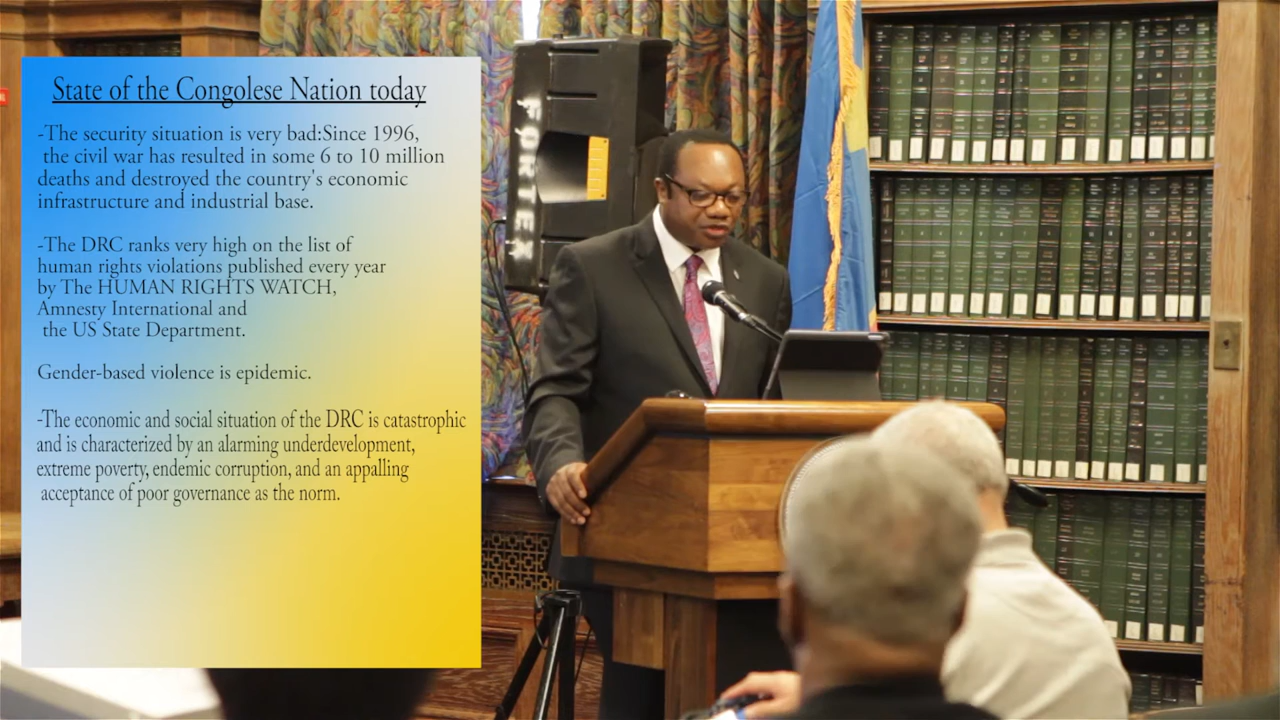 State of the Congolese Nation today
-The security situation is very bad:Since 1996,
the civil war has resulted in some 6 to 10 million
deaths and destroyed the country's economic
infrastructure and industrial base.
-The DRC ranks very high on the list of
human rights violations published every year
by The HUMAN RIGHTS WATCH,
Amnesty International and
the US State Department.
Gender-based violence is epidemic.
-The economic and social situation of the DRC is catastrophic
and is characterized by an alarming underdevelopment,
extreme poverty, endemic corruption, and an appalling
acceptance of poor governance as the norm.
FORTEX